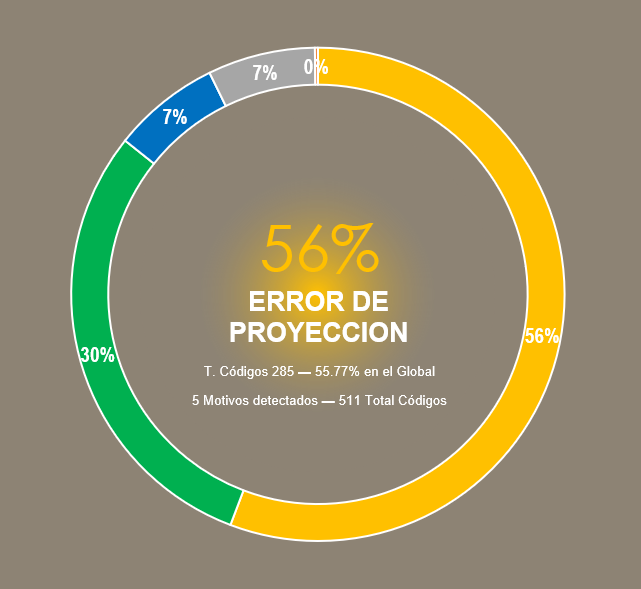 7%
0%
7%
56%
ERROR DE
PROYECCION
56%
30%
T. Códigos 285 — 55.77% en el Global
5 Motivos detectados — 511 Total Códigos